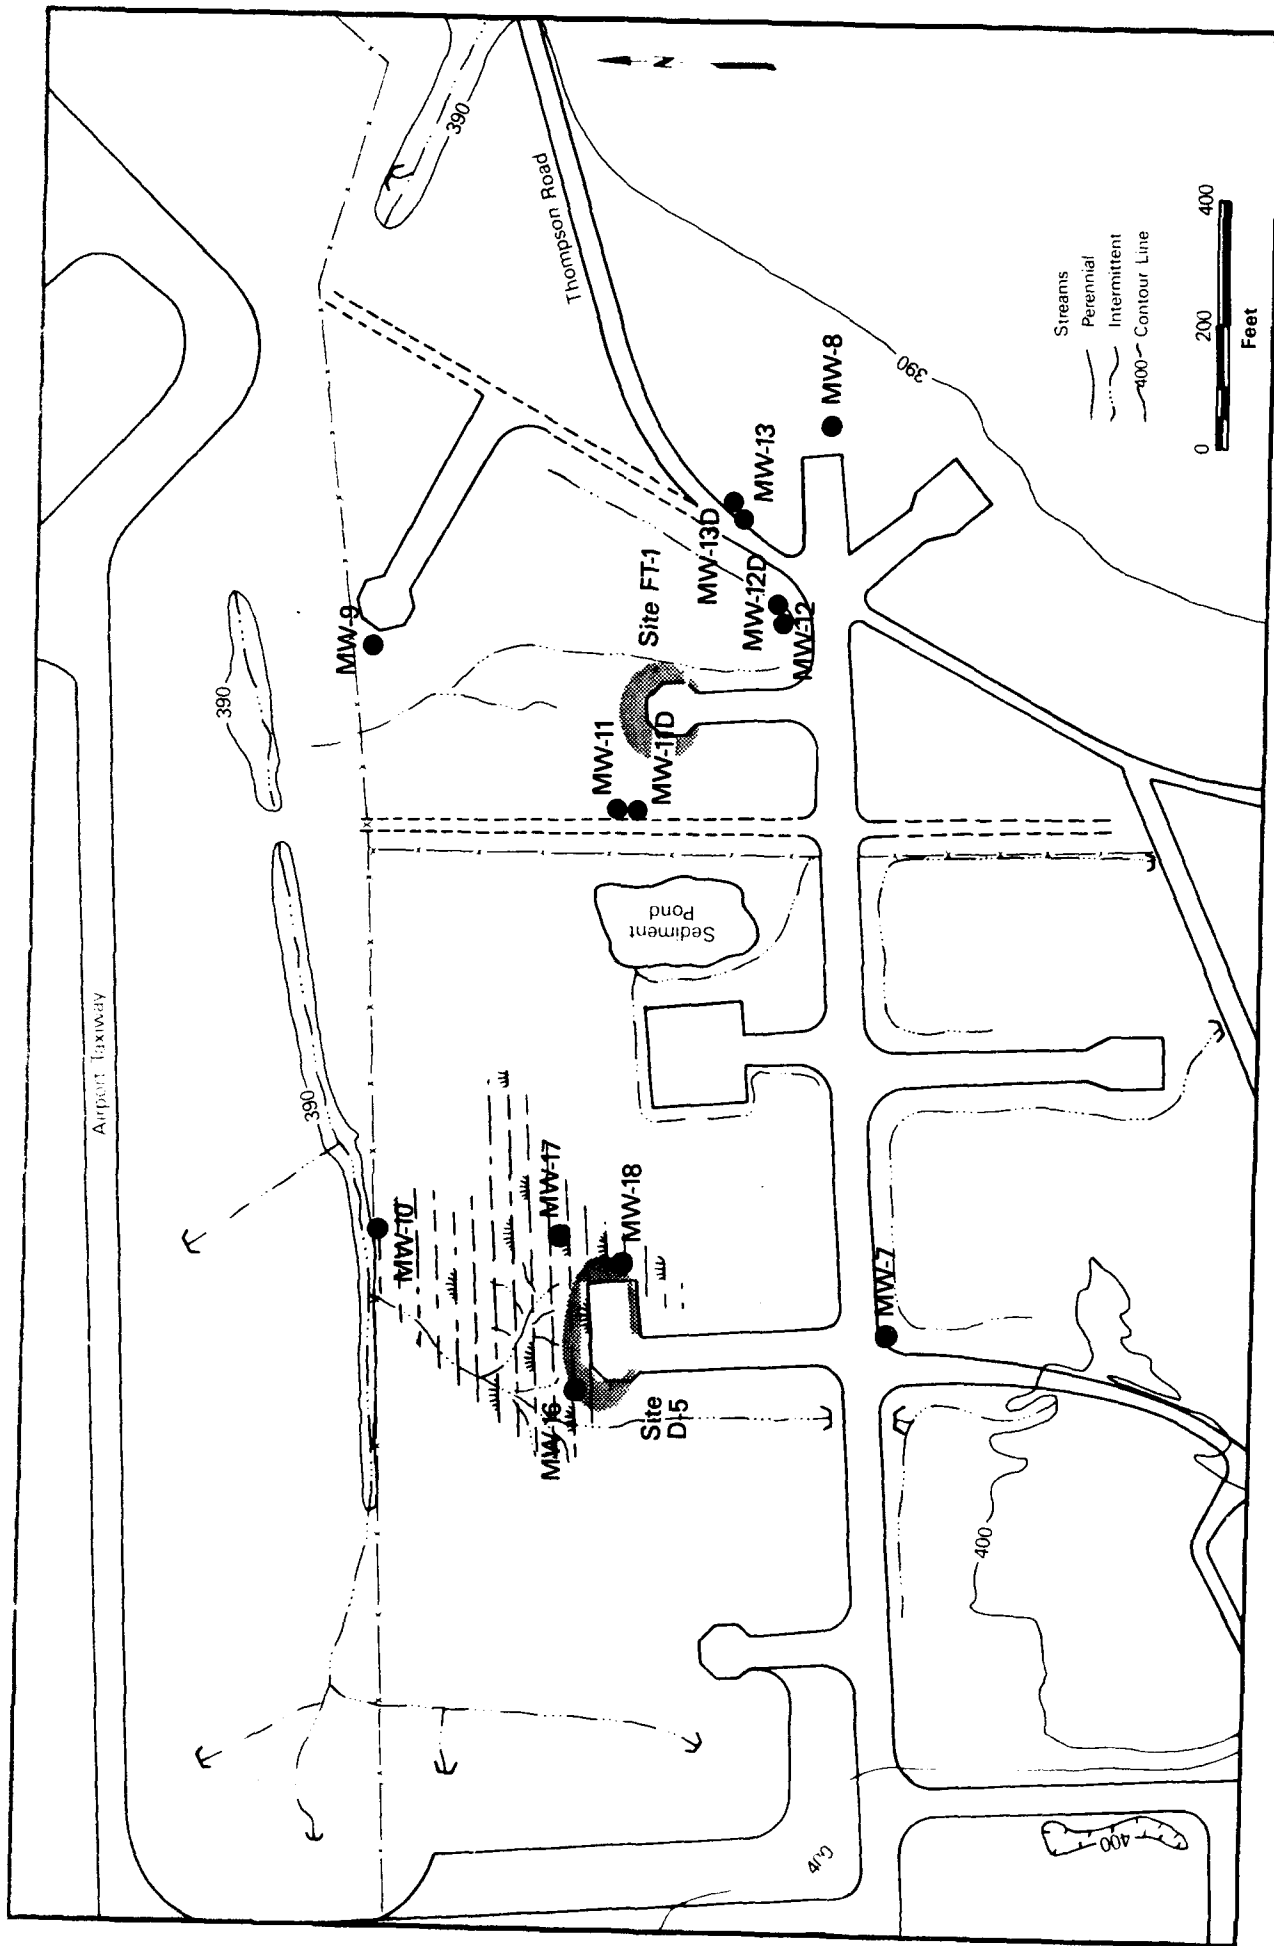 Airport Taxiway
390
390
390
N
Thompson Road
MW-9
MW-10
MW-11
MW-11D
Site FT-1
MW-13D
MW-13
MW-12D
MW-12
MW-8
390
MW-17
MW-18
MW-16
Site
D-5
Sediment
Pond
MW-7
400
400
Streams
Perennial
Intermittent
400 Contour Line
0 200 400
Feet